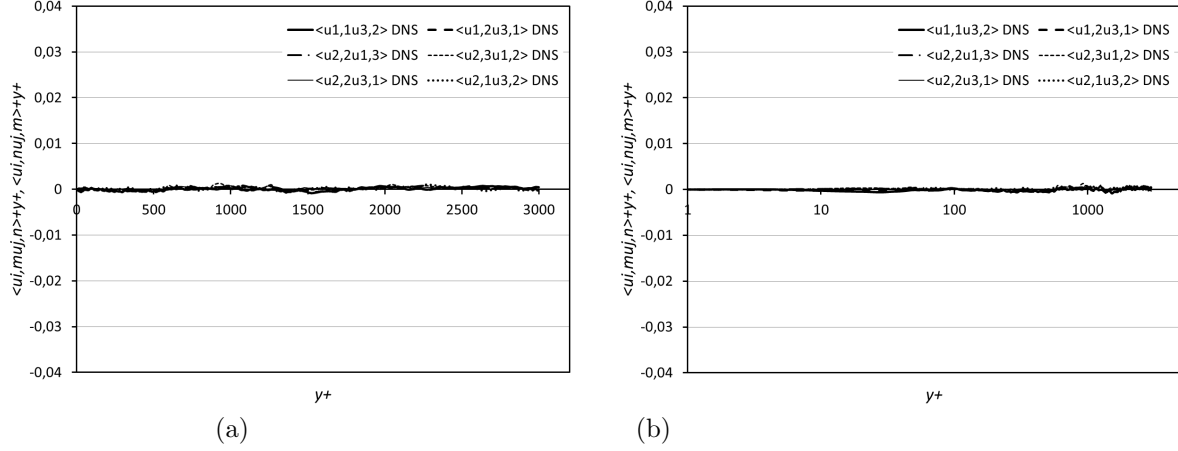 0,04
0,03
0,02
0,01
0
-0,01
-0,02
-0,03
-0,04
0 500 1000 1500 2000 2500 3000
<ui,muj,n>+y+, <ui,nuj,m>+y+
y+
<u1,1u3,2> DNS <u1,2u3,1> DNS
<u2,2u1,3> DNS <u2,3u1,2> DNS
<u2,2u3,1> DNS <u2,1u3,2> DNS
(a)
0,04
0,03
0,02
0,01
0
-0,01
-0,02
-0,03
-0,04
1 10 100 1000
<ui,muj,n>+y+, <ui,nuj,m>+y+
y+
<u1,1u3,2> DNS <u1,2u3,1> DNS
<u2,2u1,3> DNS <u2,3u1,2> DNS
<u2,2u3,1> DNS <u2,1u3,2> DNS
(b)